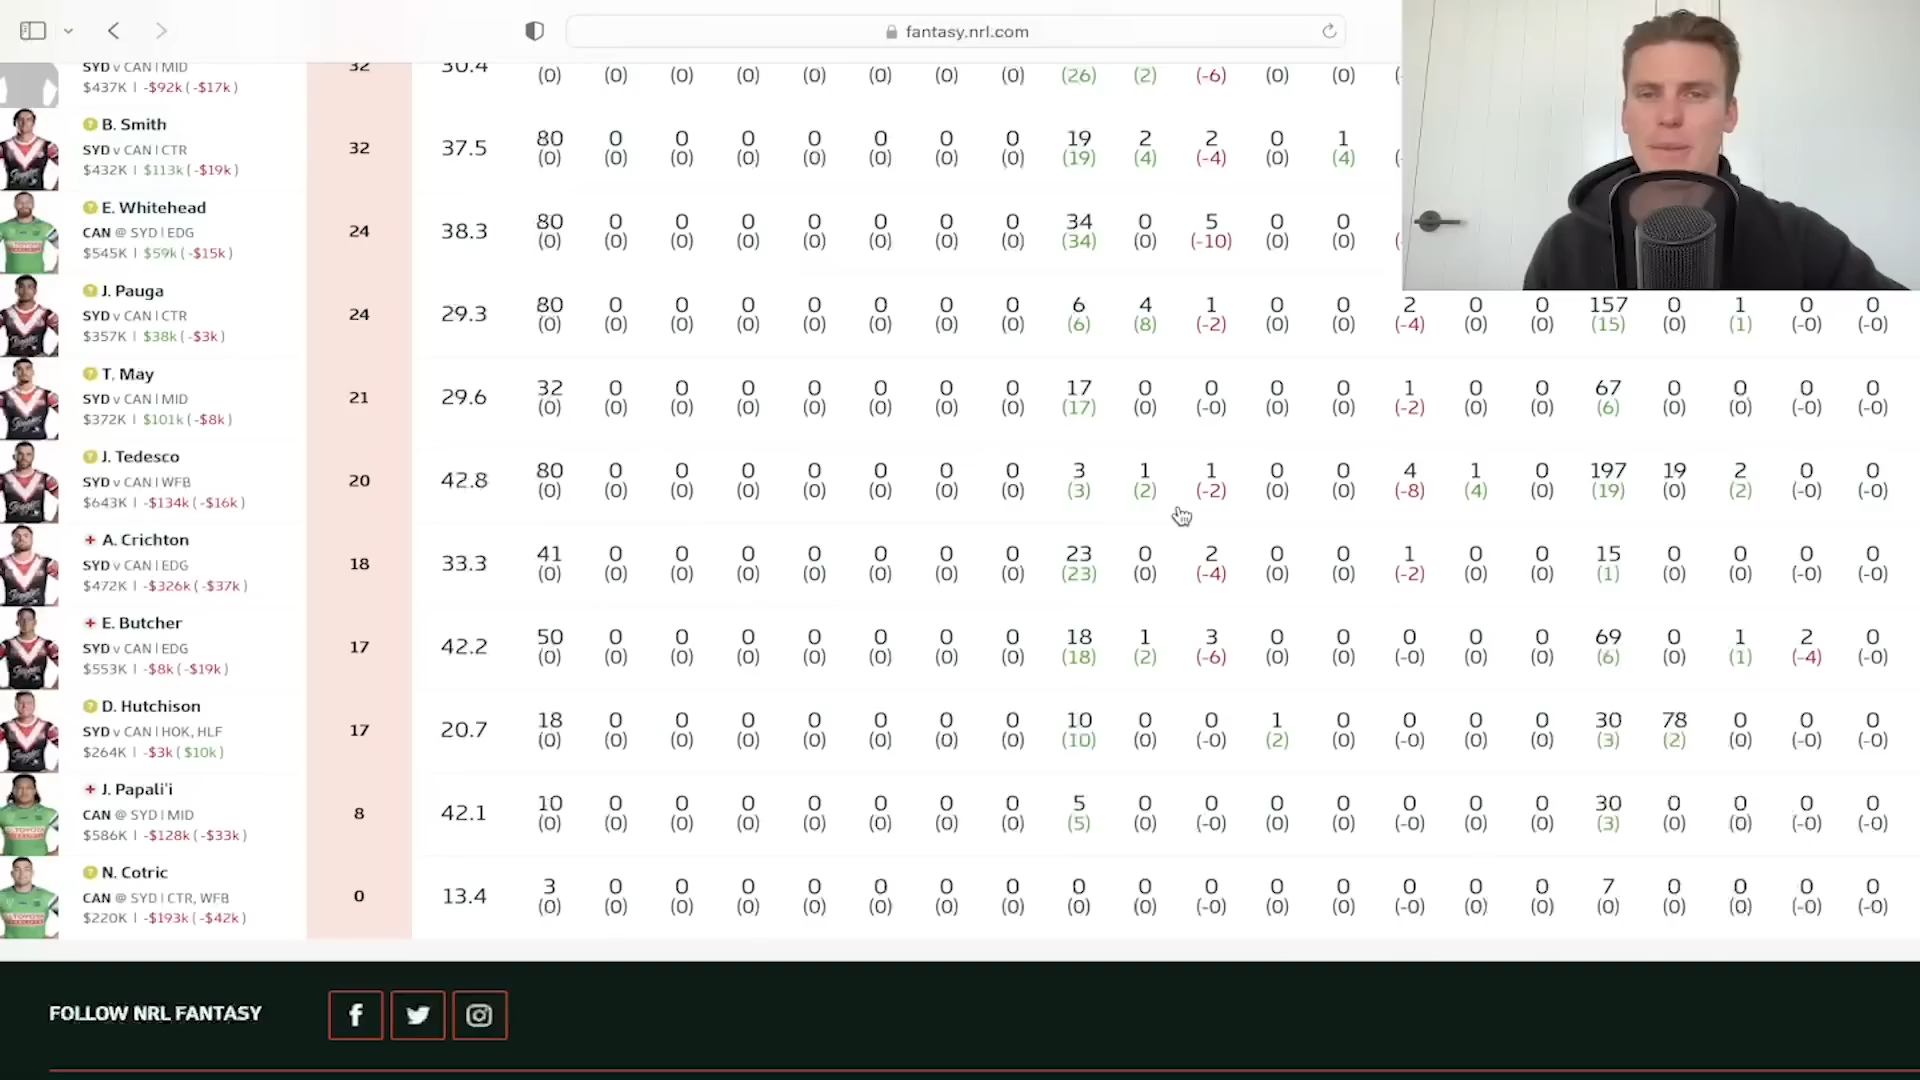 fantasy.nrl.com
SYD v CAN | MID
$437K | -$92k ( -$17k )
32 30.4
(0) (0) (0) (0) (0) (0) (0) (0) (26) (2) (-6) (0) (0)
B. Smith
SYD v CAN | CTR
$432K | $113k ( -$19k )
32 37.5
80 0 0 0 0 0 0 0 19 2 2 0 1
(0) (0) (0) (0) (0) (0) (0) (0) (19) (4) (-4) (0) (4)
E. Whitehead
CAN @ SYD | EDG
$545K | $59k ( -$15k )
24 38.3
80 0 0 0 0 0 0 0 34 0 5 0 0
(0) (0) (0) (0) (0) (0) (0) (0) (34) (0) (-10) (0) (0)
J. Pauga
SYD v CAN | CTR
$357K | $38k ( -$3k )
24 29.3
80 0 0 0 0 0 0 0 6 4 1 0 0 2 0 0 157 0 1 0 0
(0) (0) (0) (0) (0) (0) (0) (0) (6) (8) (-2) (0) (0) (-4) (0) (0) (15) (0) (1) (-0) (-0)
T. May
SYD v CAN | MID
$372K | $101k ( -$8k )
21 29.6
32 0 0 0 0 0 0 0 17 0 0 0 0 1 0 0 67 0 0 0 0
(0) (0) (0) (0) (0) (0) (0) (0) (17) (0) (-0) (0) (0) (-2) (0) (0) (6) (0) (0) (-0) (-0)
J. Tedesco
SYD v CAN | WFB
$643K | -$134k ( -$16k )
20 42.8
80 0 0 0 0 0 0 0 3 1 1 0 0 4 1 0 197 19 2 0 0
(0) (0) (0) (0) (0) (0) (0) (0) (3) (2) (-2) (0) (0) (-8) (4) (0) (19) (0) (2) (-0) (-0)
A. Crichton
SYD v CAN | EDG
$472K | -$326k ( -$37k )
18 33.3
41 0 0 0 0 0 0 0 23 0 2 0 0 1 0 0 15 0 0 0 0
(0) (0) (0) (0) (0) (0) (0) (0) (23) (0) (-4) (0) (0) (-2) (0) (0) (1) (0) (0) (-0) (-0)
E. Butcher
SYD v CAN | EDG
$553K | -$8k ( -$19k )
17 42.2
50 0 0 0 0 0 0 0 18 1 3 0 0 0 0 0 69 0 1 2 0
(0) (0) (0) (0) (0) (0) (0) (0) (18) (2) (-6) (0) (0) (-0) (0) (0) (6) (0) (1) (-4) (-0)
D. Hutchison
SYD v CAN | HOK, HLF
$264K | -$3k ( $10k )
17 20.7
18 0 0 0 0 0 0 0 10 0 0 1 0 0 0 0 30 78 0 0 0
(0) (0) (0) (0) (0) (0) (0) (0) (10) (0) (-0) (2) (0) (-0) (0) (0) (3) (2) (0) (-0) (-0)
J. Papali'i
CAN @ SYD | MID
$586K | -$128k ( -$33k )
8 42.1
10 0 0 0 0 0 0 0 5 0 0 0 0 0 0 0 30 0 0 0 0
(0) (0) (0) (0) (0) (0) (0) (0) (5) (0) (-0) (0) (0) (-0) (0) (0) (3) (0) (0) (-0) (-0)
N. Cotric
CAN @ SYD | CTR, WFB
$220K | -$193k ( -$42k )
0 13.4
3 0 0 0 0 0 0 0 0 0 0 0 0 0 0 0 7 0 0 0 0
(0) (0) (0) (0) (0) (0) (0) (0) (0) (0) (-0) (0) (0) (-0) (0) (0) (0) (0) (0) (-0) (-0)
FOLLOW NRL FANTASY